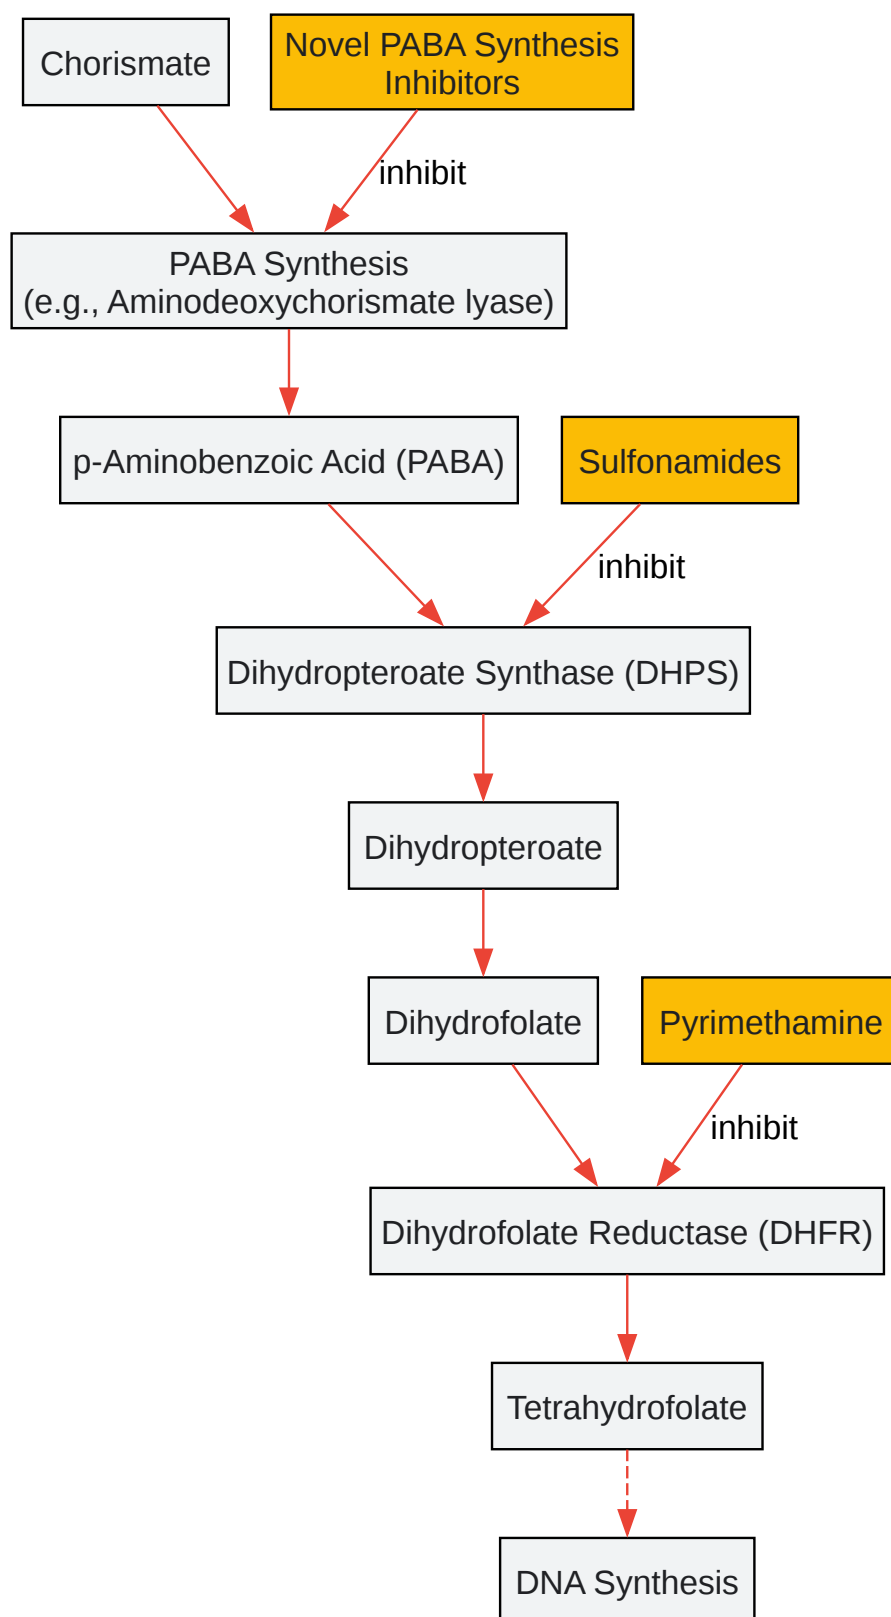 Chorismate
Novel PABA Synthesis
Inhibitors
inhibit
PABA Synthesis
(e.g., Aminodeoxychorismate lyase)
p-Aminobenzoic Acid (PABA)
Sulfonamides
inhibit
Dihydropteroate Synthase (DHPS)
Dihydropteroate
Dihydrofolate
Pyrimethamine
inhibit
Dihydrofolate Reductase (DHFR)
Tetrahydrofolate
DNA Synthesis